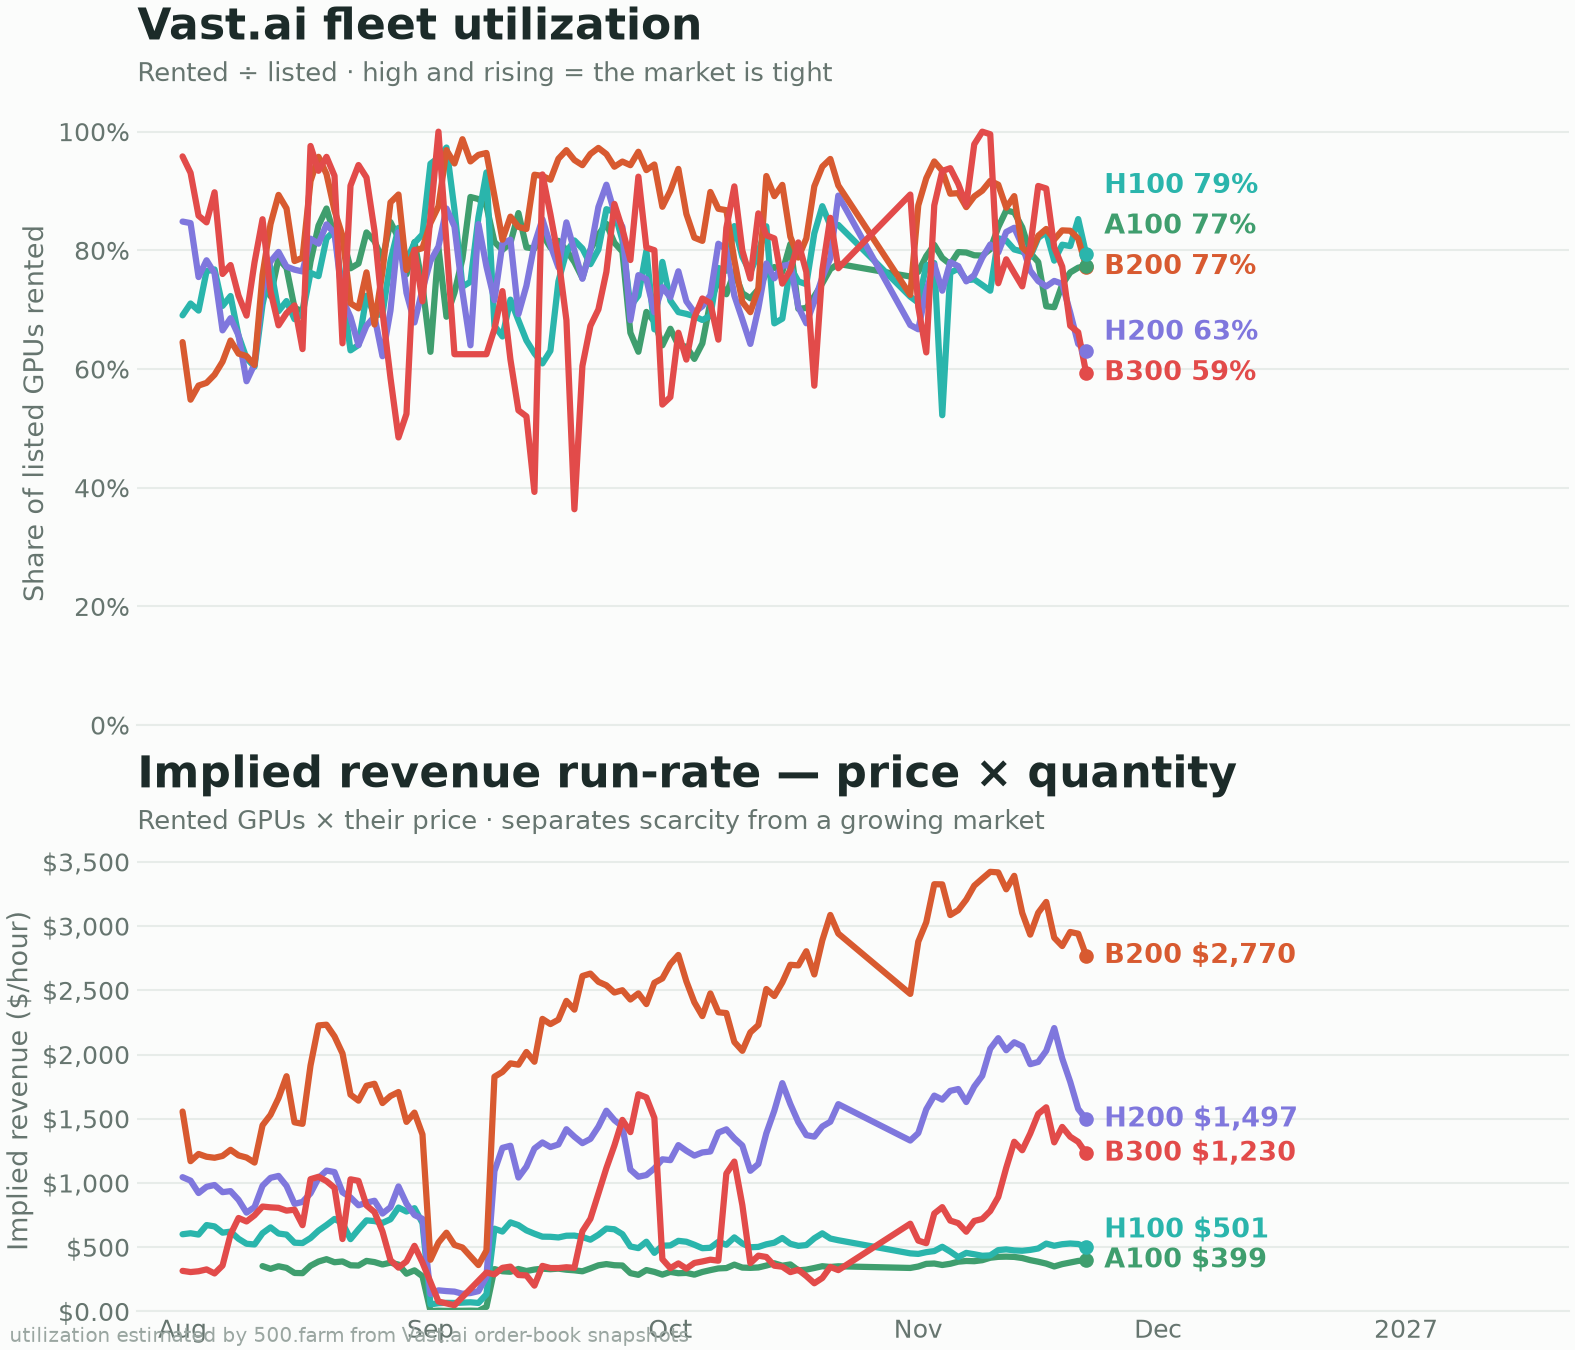 Vast.ai fleet utilization
Rented ÷ listed · high and rising = the market is tight
Share of listed GPUs rented
100%
80%
60%
40%
20%
0%
H100 79%
A100 77%
B200 77%
H200 63%
B300 59%
Implied revenue run-rate — price × quantity
Rented GPUs × their price · separates scarcity from a growing market
Implied revenue ($/hour)
$3,500
$3,000
$2,500
$2,000
$1,500
$1,000
$500
$0.00
B200 $2,770
H200 $1,497
B300 $1,230
H100 $501
A100 $399
Aug Sep Oct Nov Dec 2027
utilization estimated by 500.farm from Vast.ai order-book snapshots